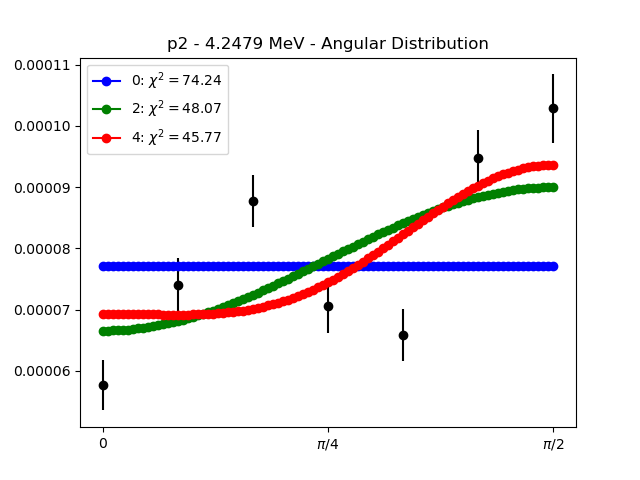 p2 - 4.2479 MeV - Angular Distribution
0.00011
0.00010
0.00009
0.00008
0.00007
0.00006
0: χ² = 74.24
2: χ² = 48.07
4: χ² = 45.77
0
π/4
π/2